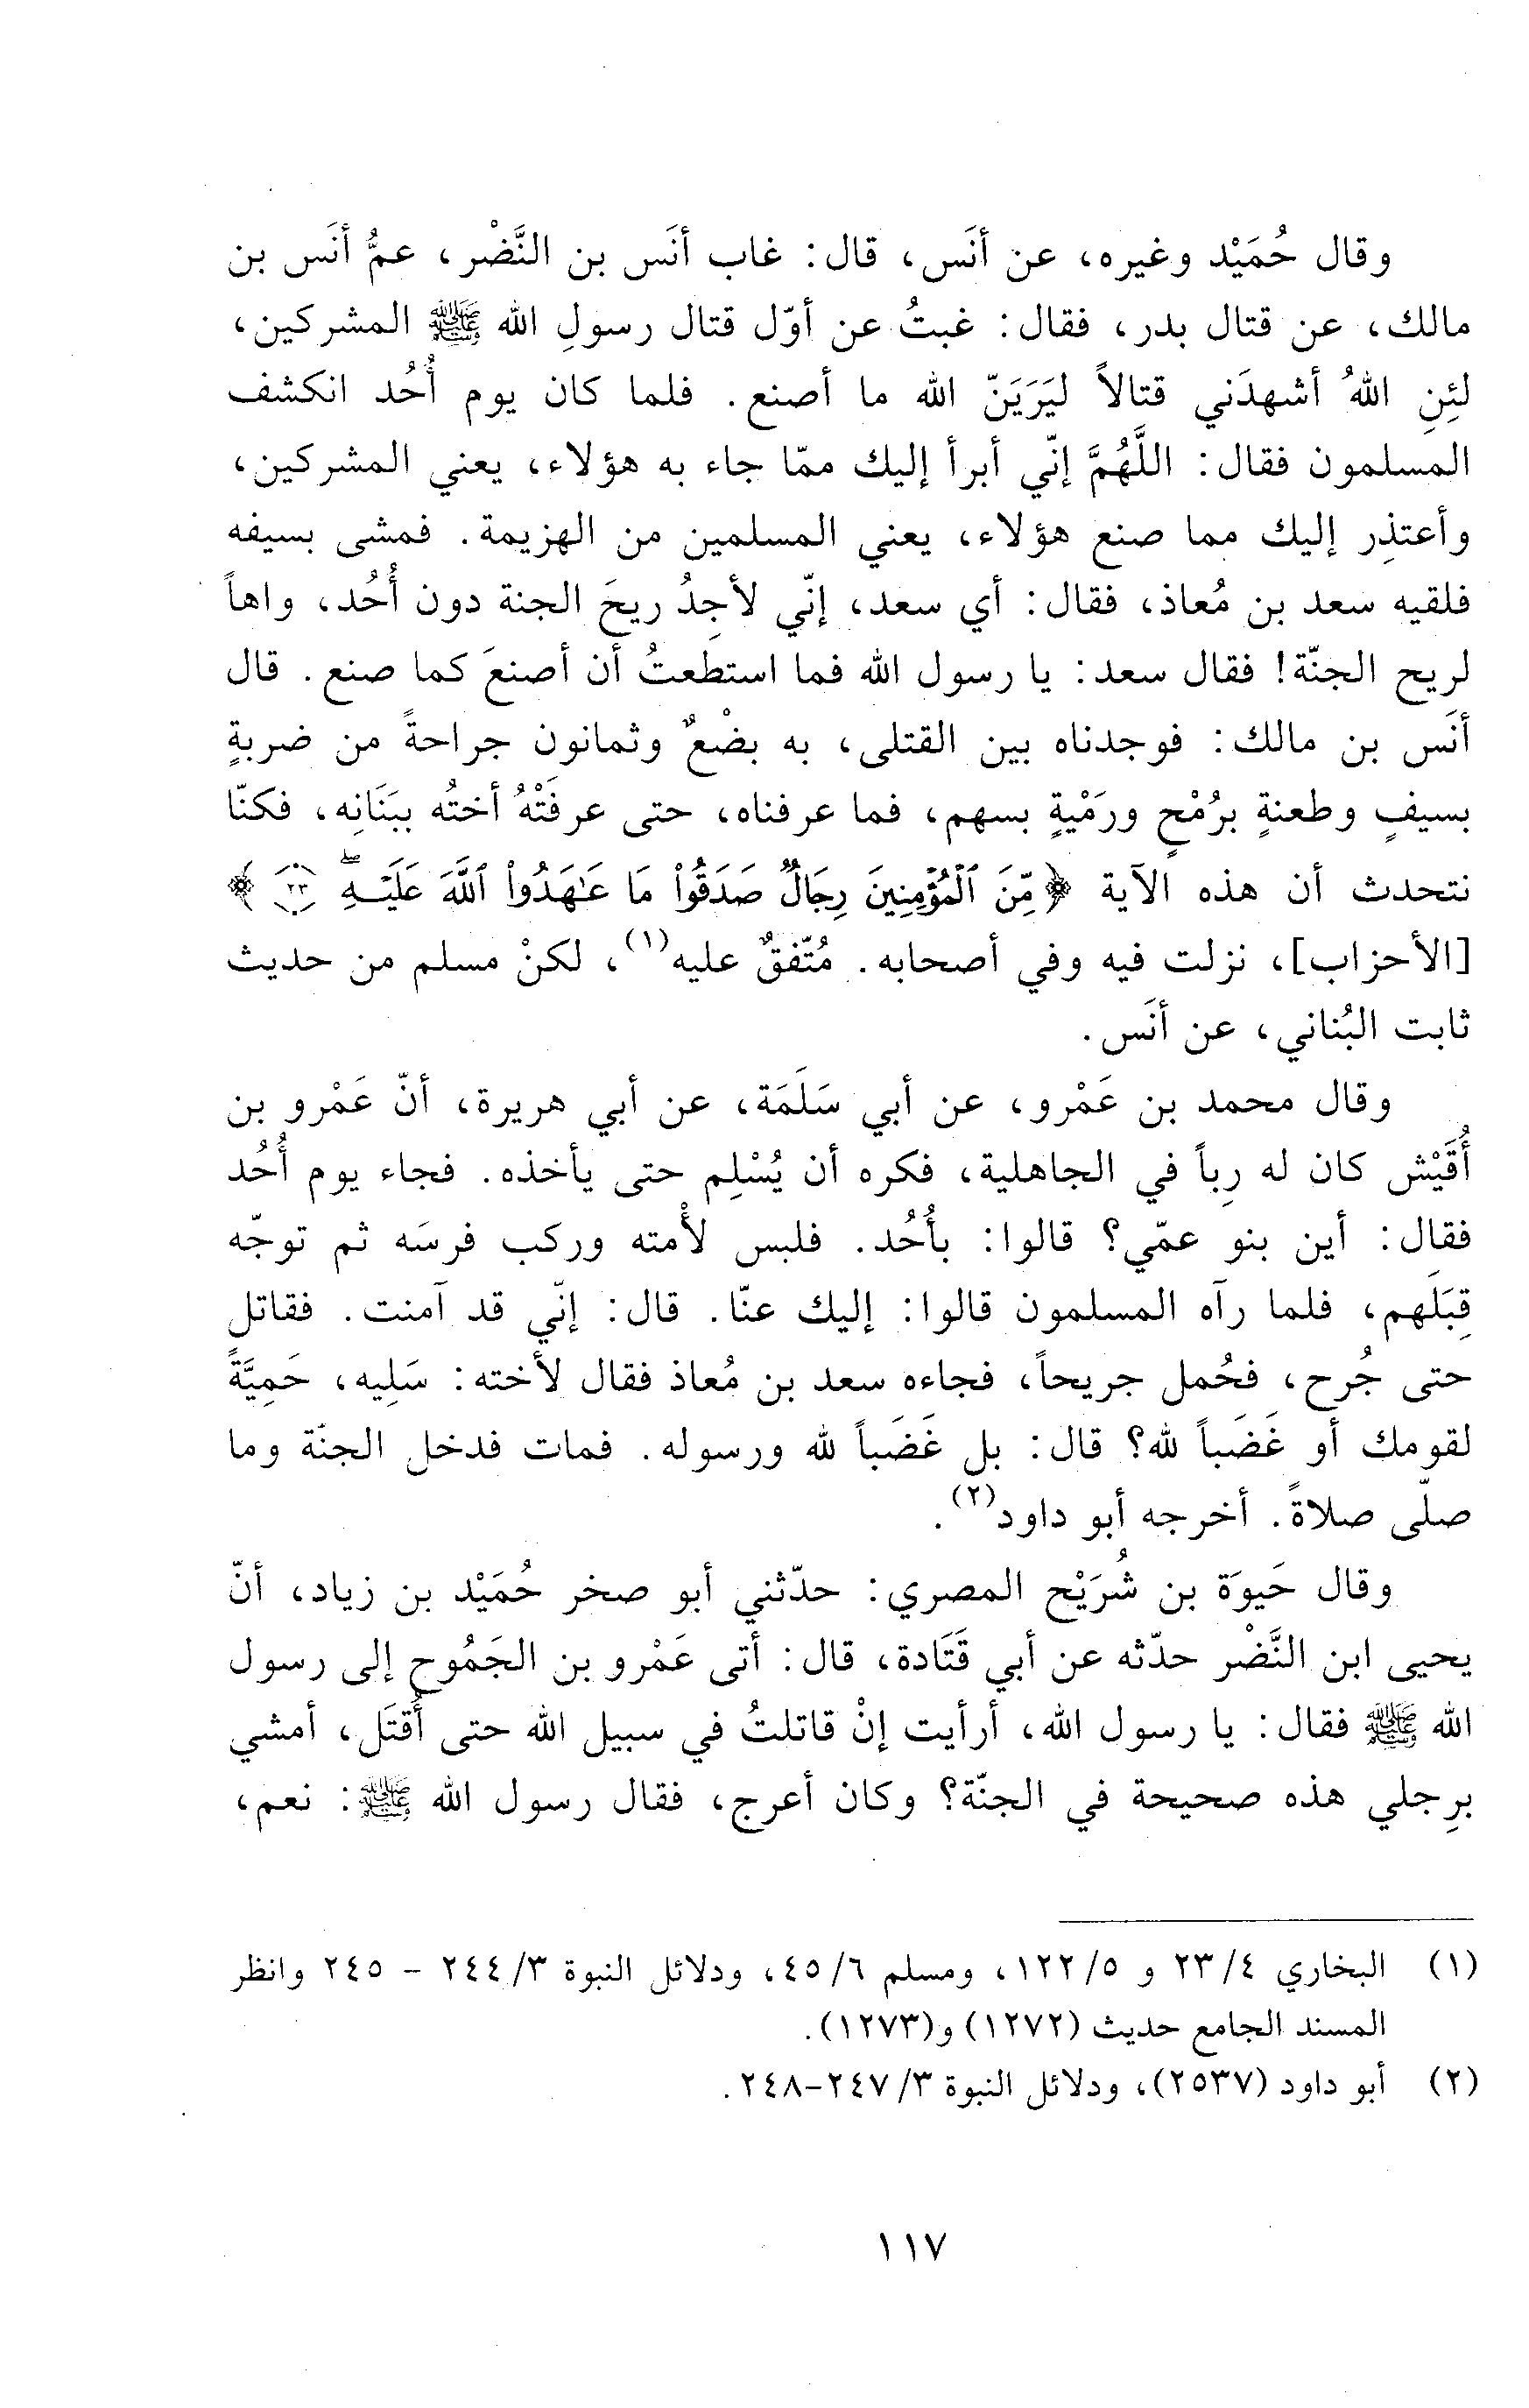 وقال حُمَيْد وغيره، عن أنَس، قال: غاب أنَس بن النَّضْر، عمُّ أنَس بن
مالك، عن قتال بدر، فقال: غبتُ عن أوّل قتال رسولِ الله ﷺ المشركين،
لئِنِ اللهُ أشهدَني قتالاً ليَرَيَنّ الله ما أصنع. فلما كان يوم أُحُد انكشف
المسلمون فقال: اللَّهُمَّ إنّي أبرأ إليك ممّا جاء به هؤلاء، يعني المشركين،
وأعتذِر إليك مما صنع هؤلاء، يعني المسلمين من الهزيمة. فمشى بسيفه
فلقيه سعد بن مُعاذ، فقال: أي سعد، إنّي لأجِدُ ريحَ الجنة دون أُحُد، واهاً
لريح الجنّة! فقال سعد: يا رسول الله فما استطَعتُ أن أصنعَ كما صنع. قال
أنَس بن مالك: فوجدناه بين القتلى، به بضْعٌ وثمانون جراحةً من ضربةٍ
بسيفٍ وطعنةٍ برُمْحٍ ورَمْيةٍ بسهم، فما عرفناه، حتى عرفَتْهُ أختُه ببَنَانِه، فكنّا
نتحدث أن هذه الآية ﴿مِّنَ ٱلْمُؤْمِنِينَ رِجَالٌ صَدَقُوا۟ مَا عَـٰهَدُوا۟ ٱللَّهَ عَلَيْهِ ۖ ٢٣﴾
[الأحزاب]، نزلت فيه وفي أصحابه. مُتّفقٌ عليه(١)، لكنْ مسلم من حديث
ثابت البُناني، عن أنَس.
وقال محمد بن عَمْرو، عن أبي سَلَمَة، عن أبي هريرة، أنّ عَمْرو بن
أُقَيْش كان له رِباً في الجاهلية، فكره أن يُسْلِم حتى يأخذه. فجاء يوم أُحُد
فقال: أين بنو عمّي؟ قالوا: بأُحُد. فلبس لأْمته وركب فرسَه ثم توجّه
قِبَلَهم، فلما رآه المسلمون قالوا: إليك عنّا. قال: إنّي قد آمنت. فقاتل
حتى جُرح، فحُمل جريحاً، فجاءه سعد بن مُعاذ فقال لأخته: سَلِيه، حَمِيَّةً
لقومك أو غَضَباً لله؟ قال: بل غَضَباً لله ورسوله. فمات فدخل الجنّة وما
صلّى صلاةً. أخرجه أبو داود(٢).
وقال حَيوَة بن شُرَيْح المصري: حدّثني أبو صخر حُمَيْد بن زياد، أنّ
يحيى ابن النَّضْر حدّثه عن أبي قَتَادة، قال: أتى عَمْرو بن الجَمُوح إلى رسول
الله ﷺ فقال: يا رسول الله، أرأيت إنْ قاتلتُ في سبيل الله حتى أُقتَل، أمشي
برِجلي هذه صحيحة في الجنّة؟ وكان أعرج، فقال رسول الله ﷺ: نعم،
(١) البخاري ٤/ ٢٣ و ٥/ ١٢٢، ومسلم ٦/ ٤٥، ودلائل النبوة ٣/ ٢٤٤ - ٢٤٥ وانظر
المسند الجامع حديث (١٢٧٢) و(١٢٧٣).
(٢) أبو داود (٢٥٣٧)، ودلائل النبوة ٣/ ٢٤٧-٢٤٨.
١١٧